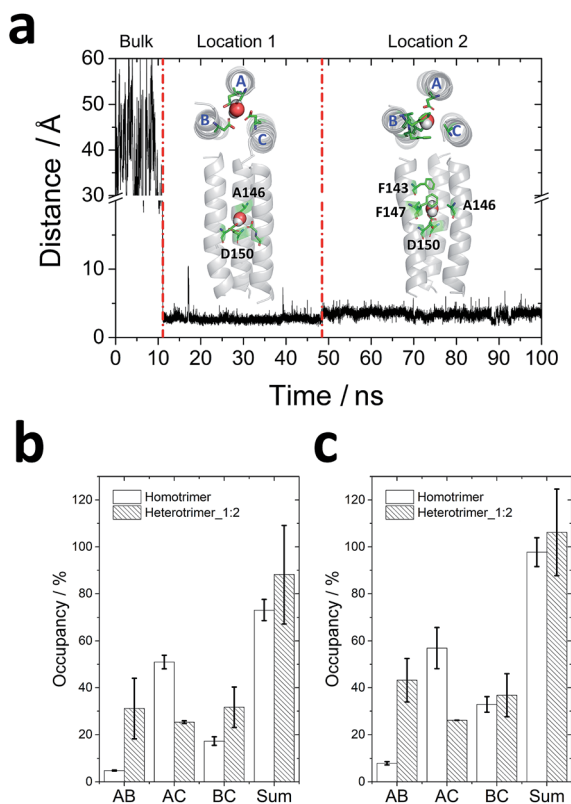 a
Bulk Location 1 Location 2
Distance / Å
60
50
40
30
10
0
A
B
C
A146
D150
A
B
C
F143
F147
A146
D150
0 10 20 30 40 50 60 70 80 90 100
Time / ns
b
Occupancy / %
120
100
80
60
40
20
0
Homotrimer
Heterotrimer_1:2
AB AC BC Sum
c
Occupancy / %
120
100
80
60
40
20
0
Homotrimer
Heterotrimer_1:2
AB AC BC Sum